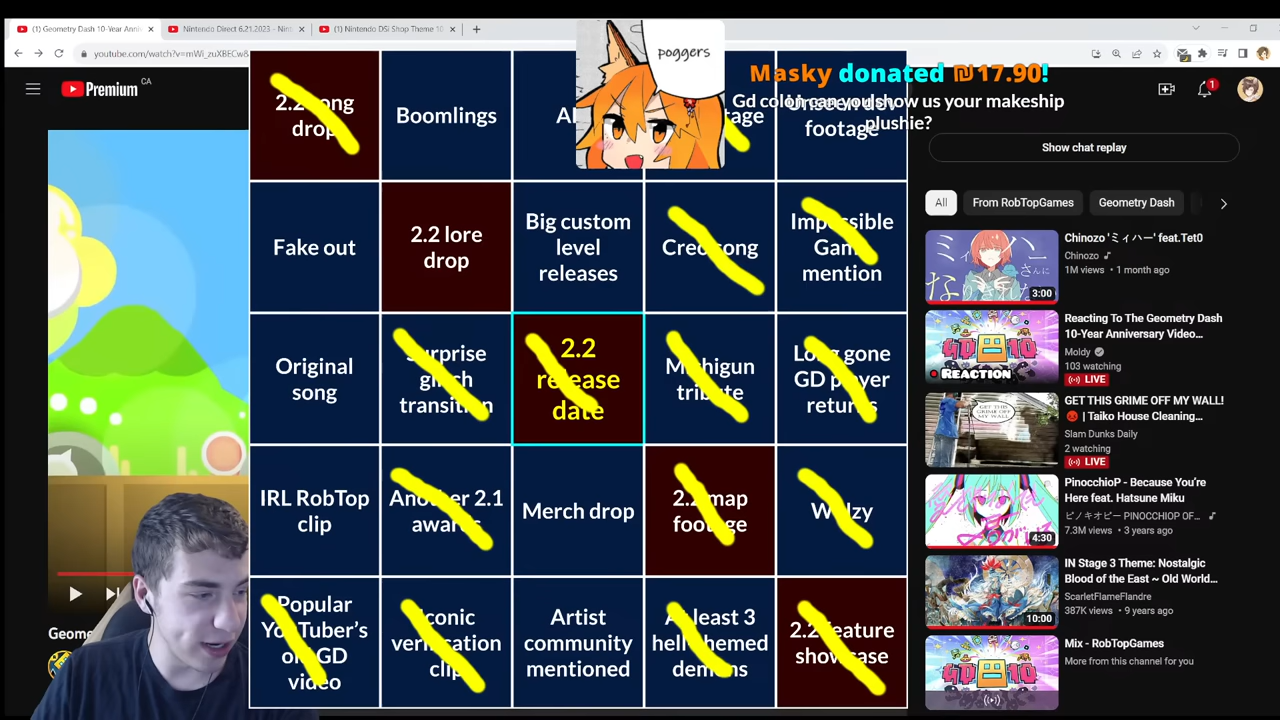 (1) Geometry Dash 10-Year Anni
Nintendo Direct 6.21.2023 - Nint
(1) Nintendo DSi Shop Theme 10
youtube.com/watch?v=mWi_zuXBECw&
Premium
CA
poggers
Masky donated ₪17.90!
Gd colon can you show us your makeship
plushie?
1
Show chat replay
All
From RobTopGames
Geometry Dash
2.2 song
drop
Boomlings
footage
Fake out
2.2 lore
drop
Big custom
level
releases
Creo song
Impossible
Game
mention
Original
song
Surprise
glitch
transition
2.2
release
date
Michigun
tribute
Long gone
GD player
returns
IRL RobTop
clip
Another 2.1
awards
Merch drop
2.2 map
footage
Wulzy
Popular
YouTuber's
old GD
video
Iconic
verification
clip
Artist
community
mentioned
At least 3
hell themed
demons
2.2 feature
showcase
Geome
Chinozo 'ミィハー' feat.Tet0
Chinozo
1M views • 1 month ago
3:00
Reacting To The Geometry Dash
10-Year Anniversary Video...
Moldy
103 watching
LIVE
REACTION
GET THIS GRIME OFF MY WALL!
| Taiko House Cleaning...
Slam Dunks Daily
2 watching
LIVE
PinocchioP - Because You're
Here feat. Hatsune Miku
ピノキオピー PINOCCHIOP OF...
7.3M views • 3 years ago
4:30
IN Stage 3 Theme: Nostalgic
Blood of the East ~ Old World...
ScarletFlameFlandre
387K views • 9 years ago
10:00
Mix - RobTopGames
More from this channel for you